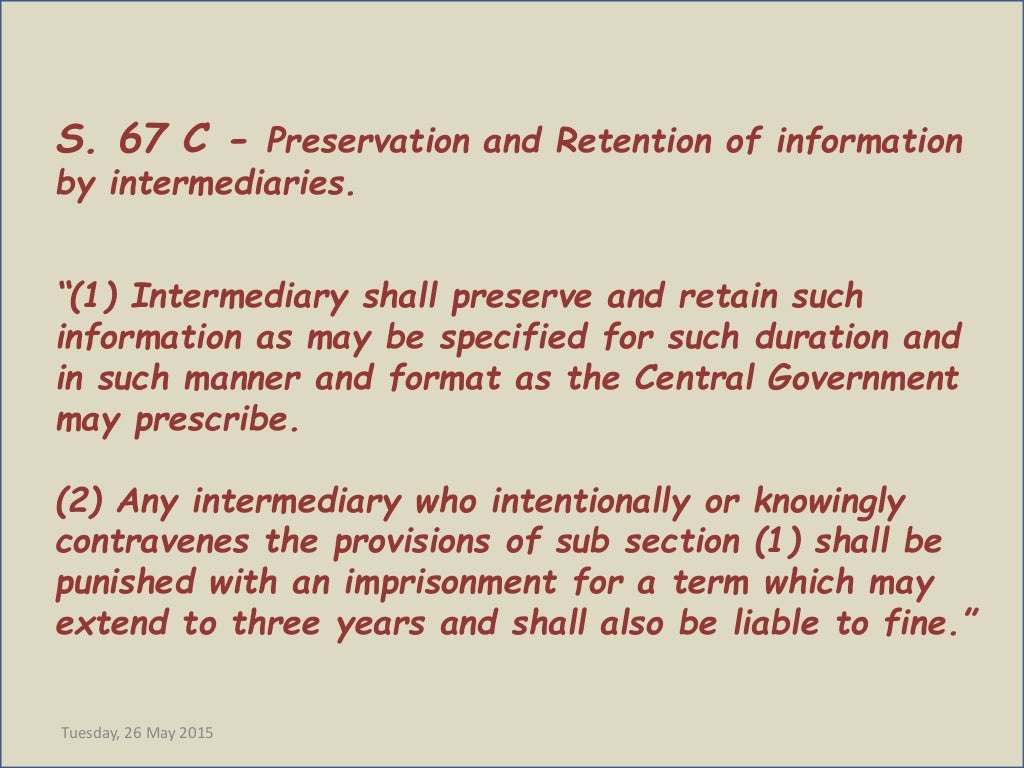 S. 67 C - Preservation and Retention of information
by intermediaries.
“(1) Intermediary shall preserve and retain such
information as may be specified for such duration and
in such manner and format as the Central Government
may prescribe.
(2) Any intermediary who intentionally or knowingly
contravenes the provisions of sub section (1) shall be
punished with an imprisonment for a term which may
extend to three years and shall also be liable to fine.”
Tuesday, 26 May 2015